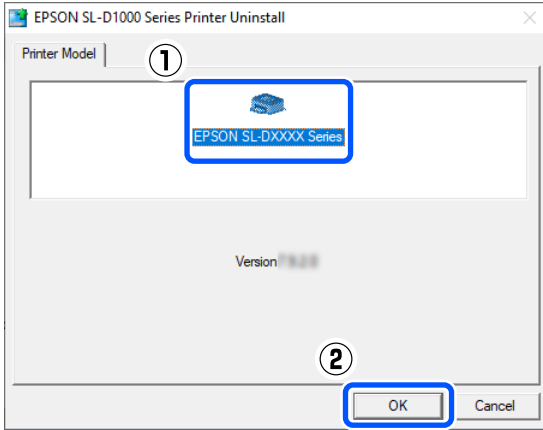 EPSON SL-D1000 Series Printer Uninstall
Printer Model
①
EPSON SL-DXXXX Series
Version
②
OK
Cancel